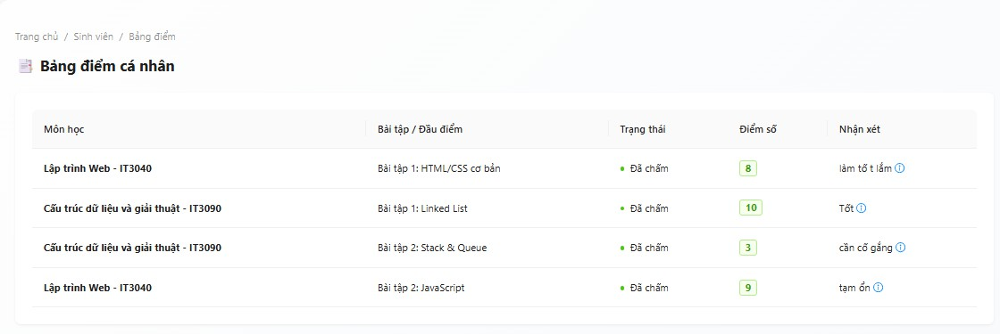 Trang chủ / Sinh viên / Bảng điểm
Bảng điểm cá nhân
Môn học Bài tập / Đầu điểm Trạng thái Điểm số Nhận xét
Lập trình Web - IT3040 Bài tập 1: HTML/CSS cơ bản Đã chấm 8 làm tố t lắm
Cấu trúc dữ liệu và giải thuật - IT3090 Bài tập 1: Linked List Đã chấm 10 Tốt
Cấu trúc dữ liệu và giải thuật - IT3090 Bài tập 2: Stack & Queue Đã chấm 3 cần cố gắng
Lập trình Web - IT3040 Bài tập 2: JavaScript Đã chấm 9 tạm ổn